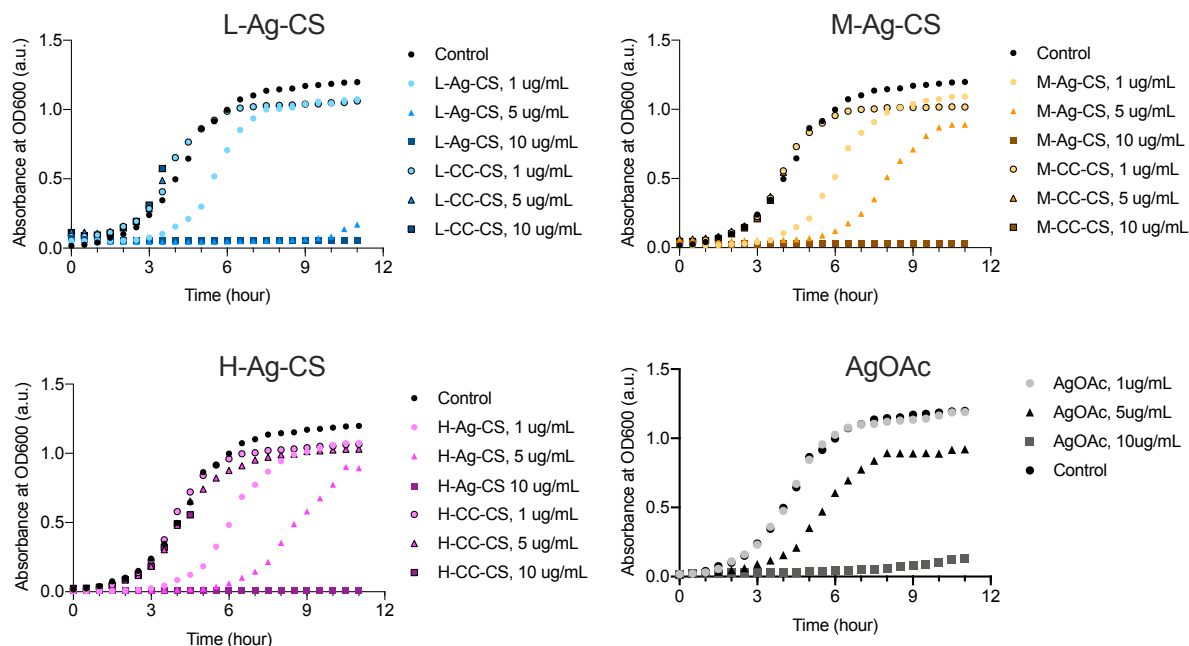 L-Ag-CS
Absorbance at OD600 (a.u.)
1.5
1.0
0.5
0.0
0 3 6 9 12
Time (hour)
Control
L-Ag-CS, 1 ug/mL
L-Ag-CS, 5 ug/mL
L-Ag-CS, 10 ug/mL
L-CC-CS, 1 ug/mL
L-CC-CS, 5 ug/mL
L-CC-CS, 10 ug/mL
M-Ag-CS
Absorbance at OD600 (a.u.)
1.5
1.0
0.5
0.0
0 3 6 9 12
Time (hour)
Control
M-Ag-CS, 1 ug/mL
M-Ag-CS, 5 ug/mL
M-Ag-CS, 10 ug/mL
M-CC-CS, 1 ug/mL
M-CC-CS, 5 ug/mL
M-CC-CS, 10 ug/mL
H-Ag-CS
Absorbance at OD600 (a.u.)
1.5
1.0
0.5
0.0
0 3 6 9 12
Time (hour)
Control
H-Ag-CS, 1 ug/mL
H-Ag-CS, 5 ug/mL
H-Ag-CS 10 ug/mL
H-CC-CS, 1 ug/mL
H-CC-CS, 5 ug/mL
H-CC-CS, 10 ug/mL
AgOAc
Absorbance at OD600 (a.u.)
1.5
1.0
0.5
0.0
0 3 6 9 12
Time (hour)
AgOAc, 1ug/mL
AgOAc, 5ug/mL
AgOAc, 10ug/mL
Control